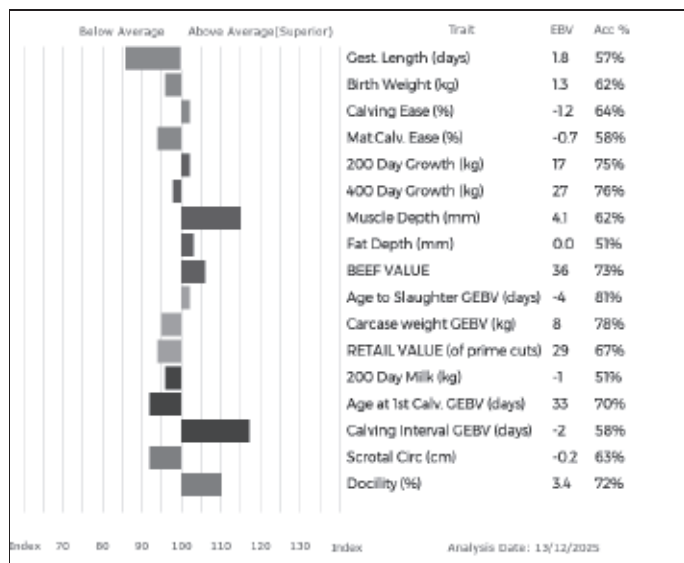 Below Average Above Average(Superior) Trait EBV Acc %
Gest. Length (days) 1.8 57%
Birth Weight (kg) 1.3 62%
Calving Ease (%) -1.2 64%
Mat.Calv. Ease (%) -0.7 58%
200 Day Growth (kg) 17 75%
400 Day Growth (kg) 27 76%
Muscle Depth (mm) 4.1 62%
Fat Depth (mm) 0.0 51%
BEEF VALUE 36 73%
Age to Slaughter GEBV (days) -4 81%
Carcase weight GEBV (kg) 8 78%
RETAIL VALUE (of prime cuts) 29 67%
200 Day Milk (kg) -1 51%
Age at 1st Calv. GEBV (days) 33 70%
Calving Interval GEBV (days) -2 58%
Scrotal Circ (cm) -0.2 63%
Docility (%) 3.4 72%
Index 70 80 90 100 110 120 130 Index Analysis Date: 13/12/2025